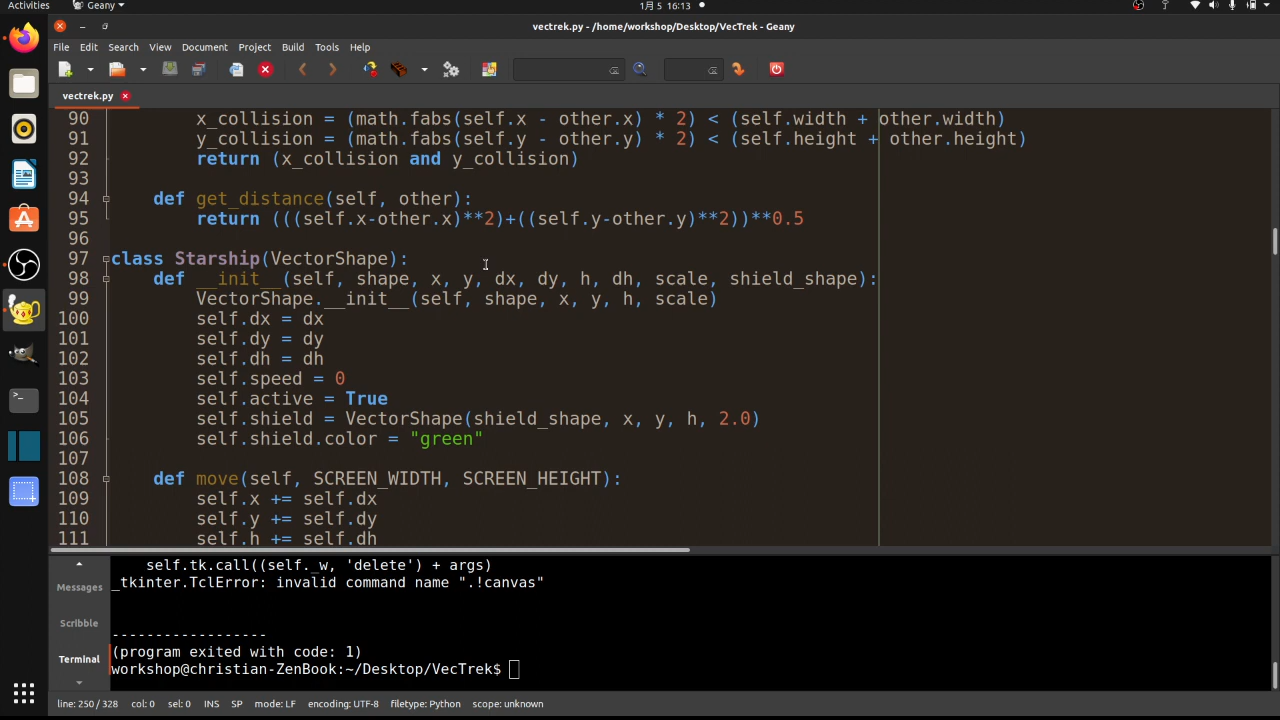 Activities
Geany
1月 5 16:13
vectrek.py - /home/workshop/Desktop/VecTrek - Geany
File Edit Search View Document Project Build Tools Help
vectrek.py
90 x_collision = (math.fabs(self.x - other.x) * 2) < (self.width + other.width)
91 y_collision = (math.fabs(self.y - other.y) * 2) < (self.height + other.height)
92 return (x_collision and y_collision)
93
94 def get_distance(self, other):
95 return (((self.x-other.x)**2)+((self.y-other.y)**2))**0.5
96
97 class Starship(VectorShape):
98 def __init__(self, shape, x, y, dx, dy, h, dh, scale, shield_shape):
99 VectorShape.__init__(self, shape, x, y, h, scale)
100 self.dx = dx
101 self.dy = dy
102 self.dh = dh
103 self.speed = 0
104 self.active = True
105 self.shield = VectorShape(shield_shape, x, y, h, 2.0)
106 self.shield.color = "green"
107
108 def move(self, SCREEN_WIDTH, SCREEN_HEIGHT):
109 self.x += self.dx
110 self.y += self.dy
111 self.h += self.dh
Messages
Scribble
Terminal
self.tk.call((self._w, 'delete') + args)
_tkinter.TclError: invalid command name ".!canvas"
------------------
(program exited with code: 1)
workshop@christian-ZenBook:~/Desktop/VecTrek$
line: 250 / 328 col: 0 sel: 0 INS SP mode: LF encoding: UTF-8 filetype: Python scope: unknown